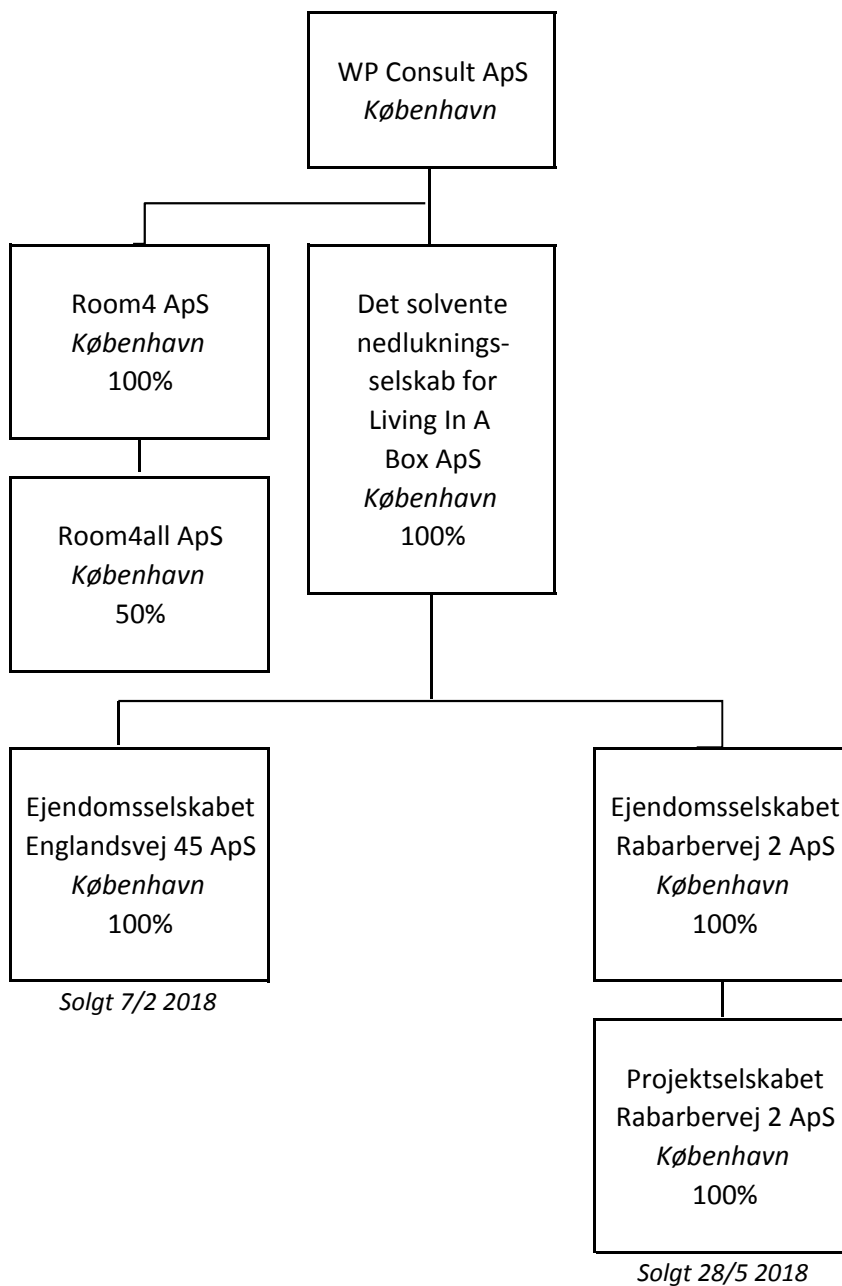 WP Consult ApS
København
Room4 ApS
København
100%
Det solvente
nedluknings-
selskab for
Living In A
Box ApS
København
100%
Room4all ApS
København
50%
Ejendomsselskabet
Englandsvej 45 ApS
København
100%
Solgt 7/2 2018
Ejendomsselskabet
Rabarbervej 2 ApS
København
100%
Projektselskabet
Rabarbervej 2 ApS
København
100%
Solgt 28/5 2018